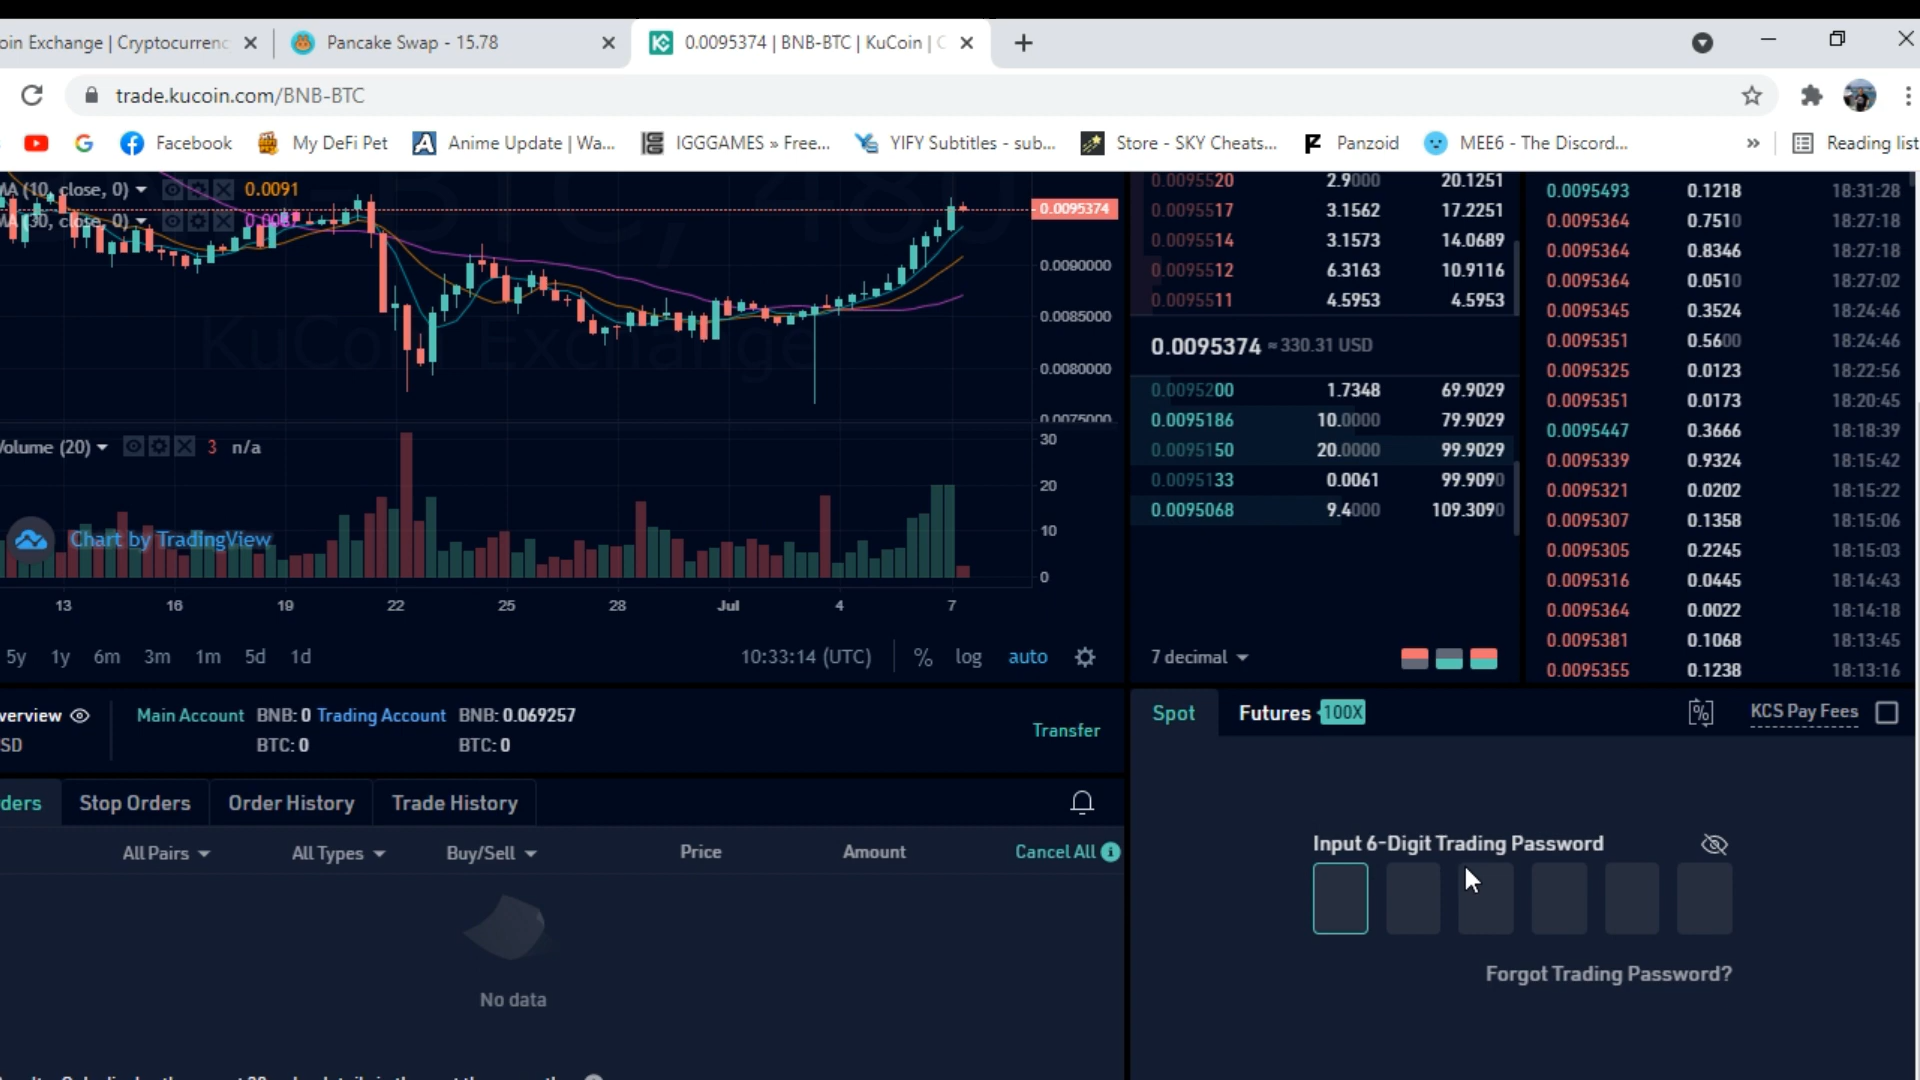 oin Exchange | Cryptocurrenc
Pancake Swap - 15.78
0.0095374 | BNB-BTC | KuCoin | C
trade.kucoin.com/BNB-BTC
Facebook
My DeFi Pet
Anime Update | Wa...
IGGGAMES » Free...
YIFY Subtitles - sub...
Store - SKY Cheats...
Panzoid
MEE6 - The Discord...
»
Reading list
MA (10, close, 0) 0.0091
MA (30, close, 0)
KuCoin Exchange
0.0095374
0.0090000
0.0085000
0.0080000
0.0075000
Volume (20) 3 n/a
30
20
10
0
Chart by TradingView
13 16 19 22 25 28 Jul 4 7
5y 1y 6m 3m 1m 5d 1d
10:33:14 (UTC) % log auto
0.0095520 2.9000 20.1251
0.0095517 3.1562 17.2251
0.0095514 3.1573 14.0689
0.0095512 6.3163 10.9116
0.0095511 4.5953 4.5953
0.0095374 ≈330.31 USD
0.0095200 1.7348 69.9029
0.0095186 10.0000 79.9029
0.0095150 20.0000 99.9029
0.0095133 0.0061 99.9090
0.0095068 9.4000 109.3090
7 decimal
0.0095493 0.1218 18:31:28
0.0095364 0.7510 18:27:18
0.0095364 0.8346 18:27:18
0.0095364 0.0510 18:27:02
0.0095345 0.3524 18:24:46
0.0095351 0.5600 18:24:46
0.0095325 0.0123 18:22:56
0.0095351 0.0173 18:20:45
0.0095447 0.3666 18:18:39
0.0095339 0.9324 18:15:42
0.0095321 0.0202 18:15:22
0.0095307 0.1358 18:15:06
0.0095305 0.2245 18:15:03
0.0095316 0.0445 18:14:43
0.0095364 0.0022 18:14:18
0.0095381 0.1068 18:13:45
0.0095355 0.1238 18:13:16
verview Main Account BNB: 0 Trading Account BNB: 0.069257
SD BTC: 0 BTC: 0
Transfer
ders Stop Orders Order History Trade History
All Pairs All Types Buy/Sell Price Amount Cancel All
No data
Spot Futures 100X
KCS Pay Fees
Input 6-Digit Trading Password
Forgot Trading Password?